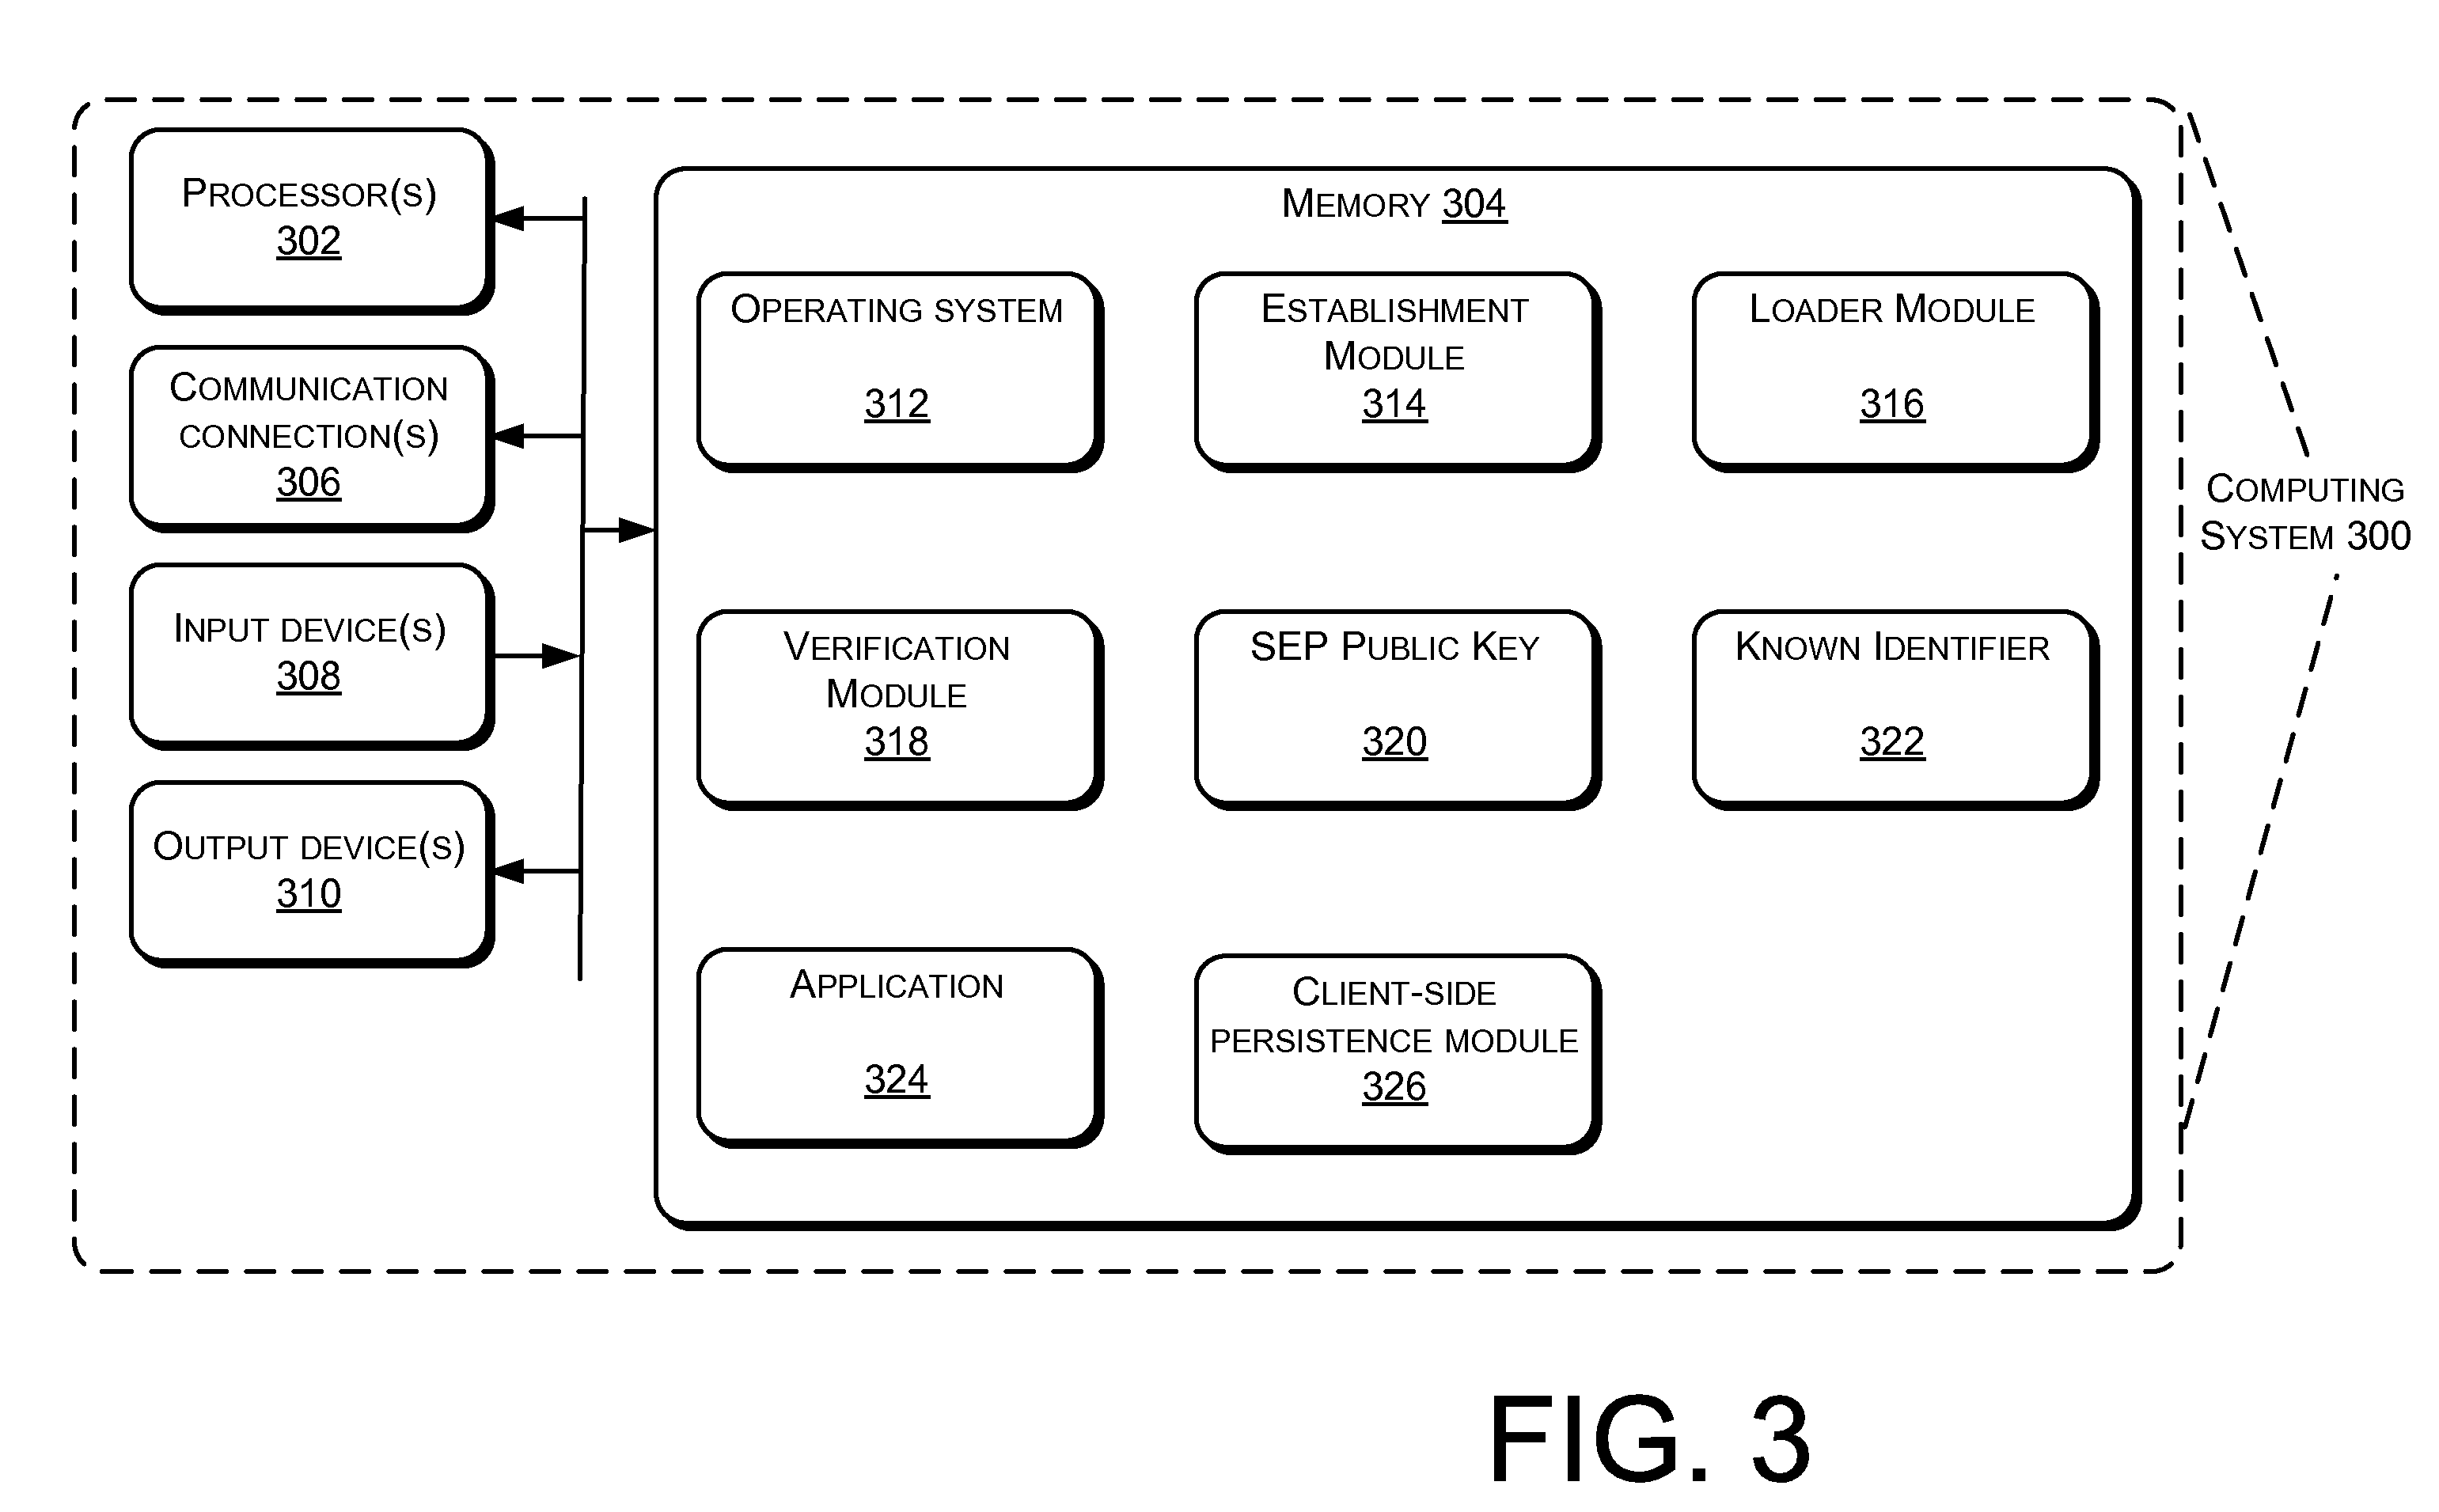 Processor(s)
302
Communication
connection(s)
306
Input device(s)
308
Output device(s)
310
Memory 304
Operating system
312
Establishment
Module
314
Loader Module
316
Verification
Module
318
SEP Public Key
320
Known Identifier
322
Application
324
Client-side
persistence module
326
Computing
System 300
FIG. 3